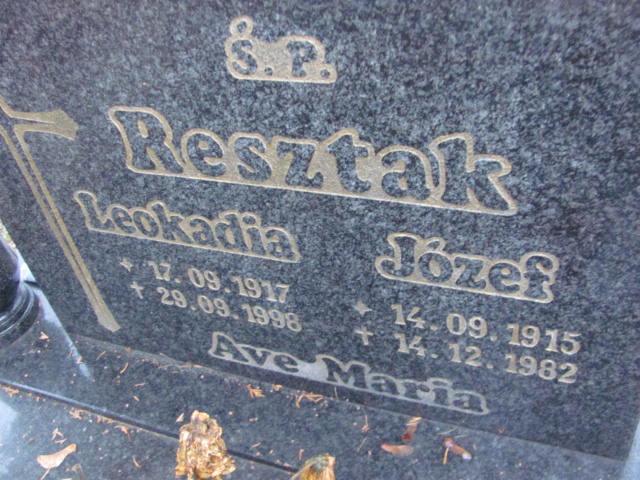 Ś. P.
Resztak
Leokadia
* 17.09.1917
† 29.09.1998
Józef
* 14.09.1915
† 14.12.1982
Ave Maria